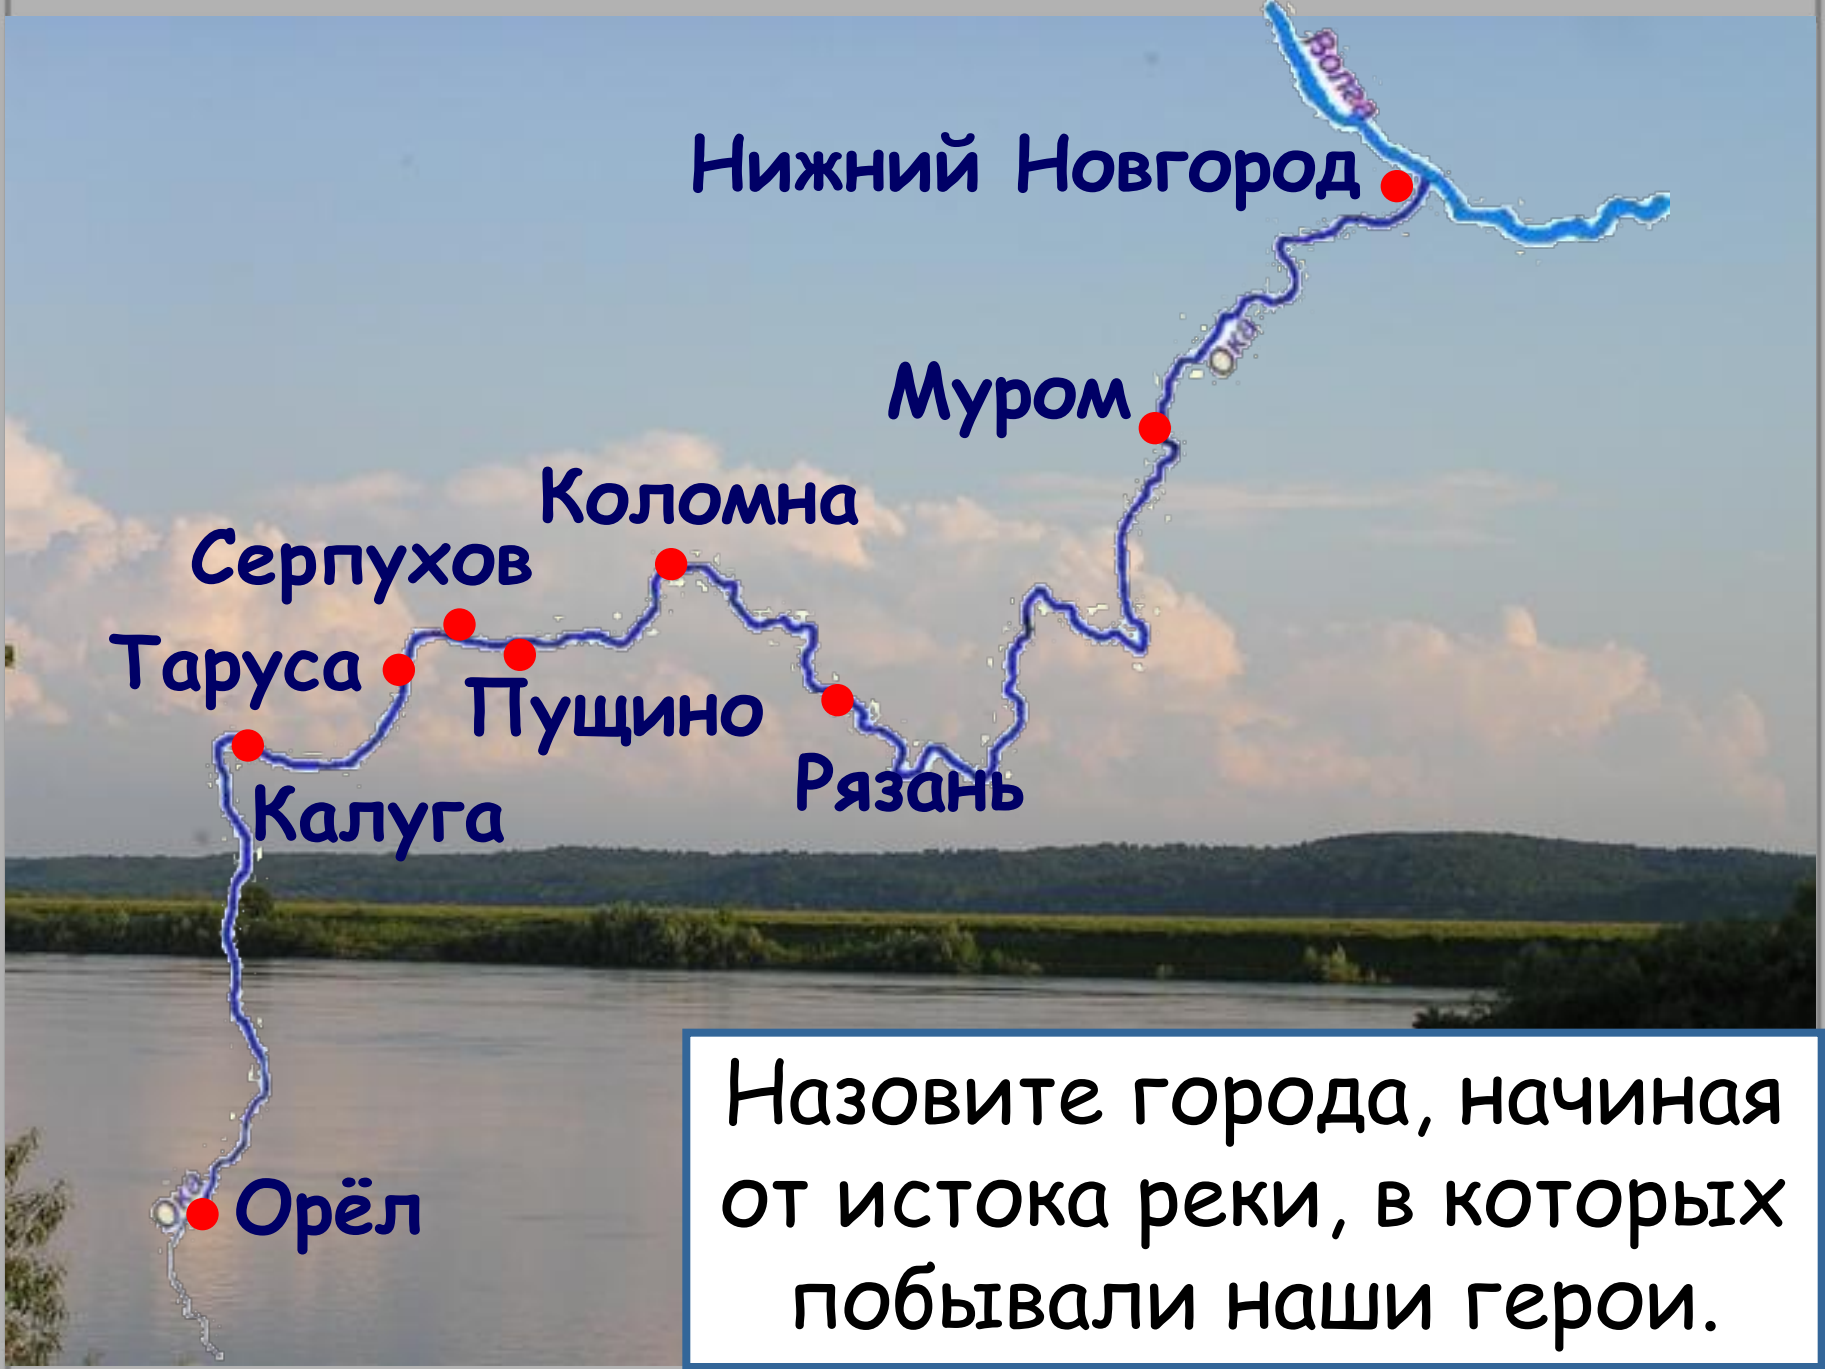 Волга
Нижний Новгород
Ока
Муром
Коломна
Серпухов
Таруса
Пущино
Рязань
Калуга
Ока
Орёл
Назовите города, начиная
от истока реки, в которых
побывали наши герои.